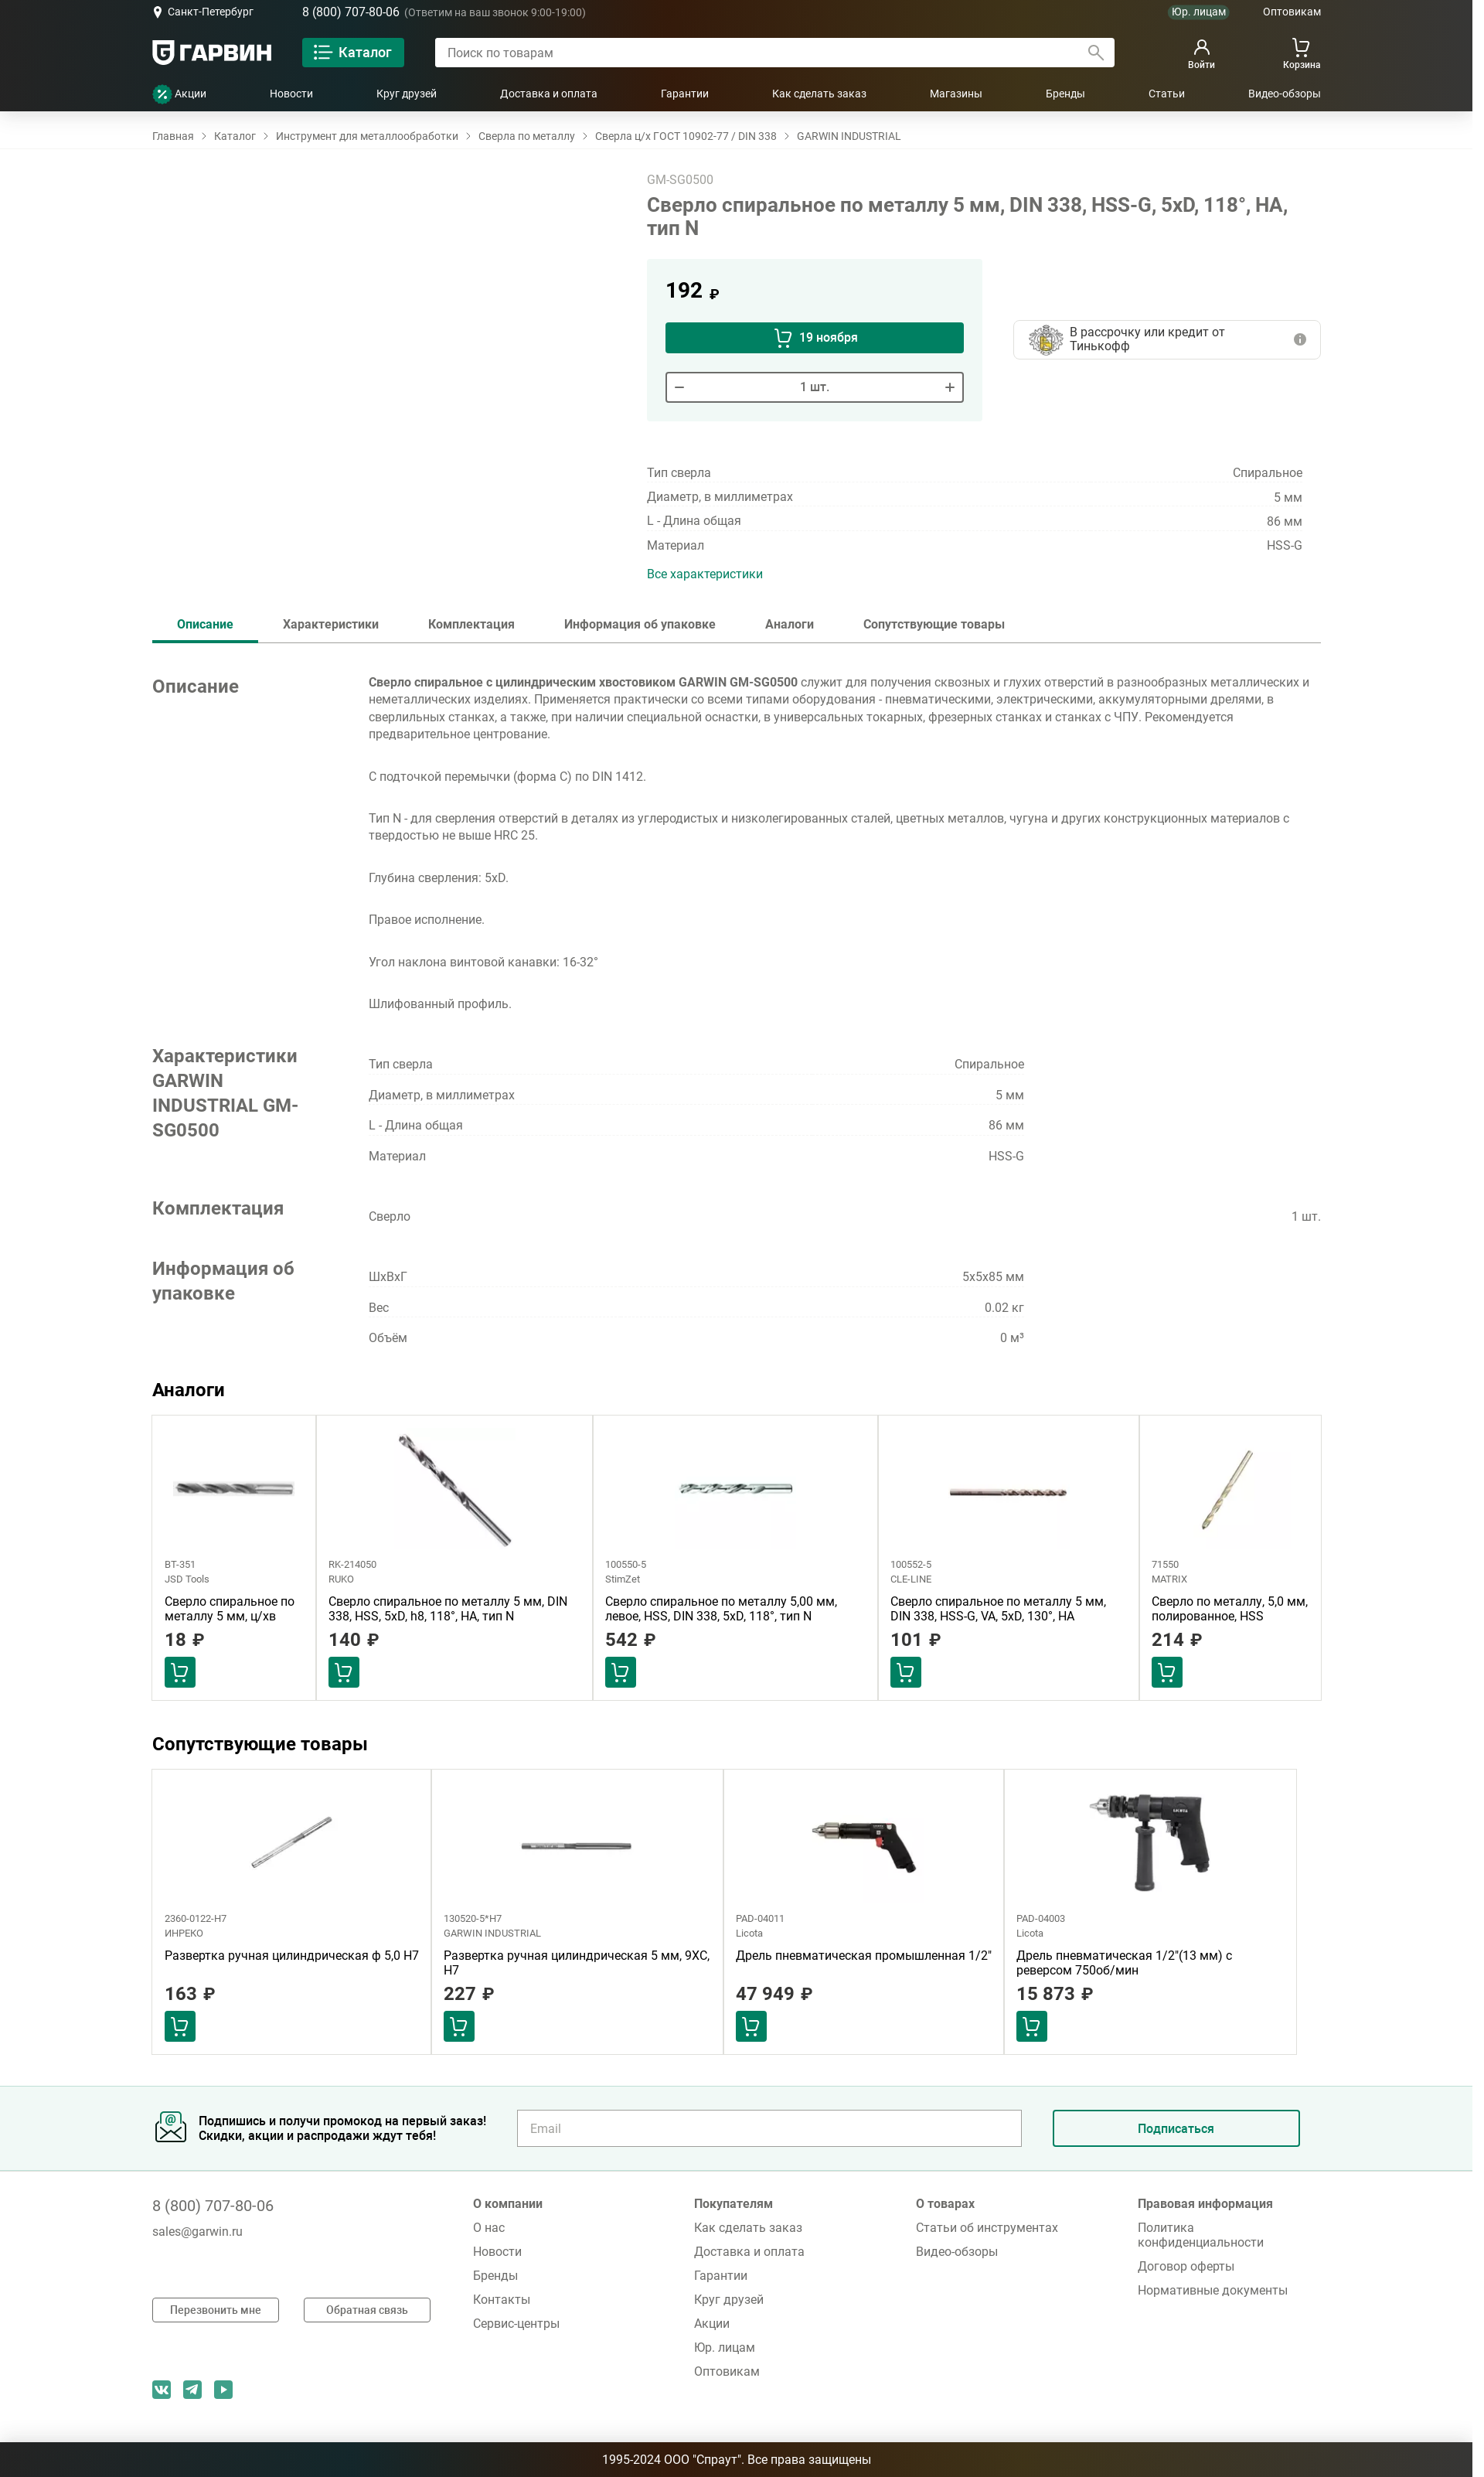 Санкт-Петербург
8 (800) 707-80-06 (Ответим на ваш звонок 9:00-19:00)
Юр. лицам
Оптовикам
ГАРВИН
Каталог
Поиск по товарам
Войти
Корзина
Акции
Новости
Круг друзей
Доставка и оплата
Гарантии
Как сделать заказ
Магазины
Бренды
Статьи
Видео-обзоры
Главная
Каталог
Инструмент для металлообработки
Сверла по металлу
Сверла ц/х ГОСТ 10902-77 / DIN 338
GARWIN INDUSTRIAL
GM-SG0500
Сверло спиральное по металлу 5 мм, DIN 338, HSS-G, 5xD, 118°, HA,
тип N
192 ₽
19 ноября
1 шт.
В рассрочку или кредит от
Тинькофф
Тип сверла Спиральное
Диаметр, в миллиметрах 5 мм
L - Длина общая 86 мм
Материал HSS-G
Все характеристики
Описание
Характеристики
Комплектация
Информация об упаковке
Аналоги
Сопутствующие товары
Описание
Сверло спиральное с цилиндрическим хвостовиком GARWIN GM-SG0500 служит для получения сквозных и глухих отверстий в разнообразных металлических и
неметаллических изделиях. Применяется практически со всеми типами оборудования - пневматическими, электрическими, аккумуляторными дрелями, в
сверлильных станках, а также, при наличии специальной оснастки, в универсальных токарных, фрезерных станках и станках с ЧПУ. Рекомендуется
предварительное центрование.
С подточкой перемычки (форма С) по DIN 1412.
Тип N - для сверления отверстий в деталях из углеродистых и низколегированных сталей, цветных металлов, чугуна и других конструкционных материалов с
твердостью не выше HRC 25.
Глубина сверления: 5xD.
Правое исполнение.
Угол наклона винтовой канавки: 16-32°
Шлифованный профиль.
Характеристики
GARWIN
INDUSTRIAL GM-
SG0500
Тип сверла Спиральное
Диаметр, в миллиметрах 5 мм
L - Длина общая 86 мм
Материал HSS-G
Комплектация
Сверло 1 шт.
Информация об
упаковке
ШхВхГ 5x5x85 мм
Вес 0.02 кг
Объём 0 м³
Аналоги
BT-351
JSD Tools
Сверло спиральное по
металлу 5 мм, ц/хв
18 ₽
RK-214050
RUKO
Сверло спиральное по металлу 5 мм, DIN
338, HSS, 5xD, h8, 118°, HA, тип N
140 ₽
100550-5
StimZet
Сверло спиральное по металлу 5,00 мм,
левое, HSS, DIN 338, 5xD, 118°, тип N
542 ₽
100552-5
CLE-LINE
Сверло спиральное по металлу 5 мм,
DIN 338, HSS-G, VA, 5xD, 130°, HA
101 ₽
71550
MATRIX
Сверло по металлу, 5,0 мм,
полированное, HSS
214 ₽
Сопутствующие товары
2360-0122-H7
ИНРЕКО
Развертка ручная цилиндрическая ф 5,0 Н7
163 ₽
130520-5*H7
GARWIN INDUSTRIAL
Развертка ручная цилиндрическая 5 мм, 9ХС,
H7
227 ₽
PAD-04011
Licota
Дрель пневматическая промышленная 1/2"
47 949 ₽
PAD-04003
Licota
Дрель пневматическая 1/2"(13 мм) с
реверсом 750об/мин
15 873 ₽
Подпишись и получи промокод на первый заказ!
Скидки, акции и распродажи ждут тебя!
Email
Подписаться
8 (800) 707-80-06
sales@garwin.ru
Перезвонить мне
Обратная связь
О компании
О нас
Новости
Бренды
Контакты
Сервис-центры
Покупателям
Как сделать заказ
Доставка и оплата
Гарантии
Круг друзей
Акции
Юр. лицам
Оптовикам
О товарах
Статьи об инструментах
Видео-обзоры
Правовая информация
Политика
конфиденциальности
Договор оферты
Нормативные документы
1995-2024 ООО "Спраут". Все права защищены